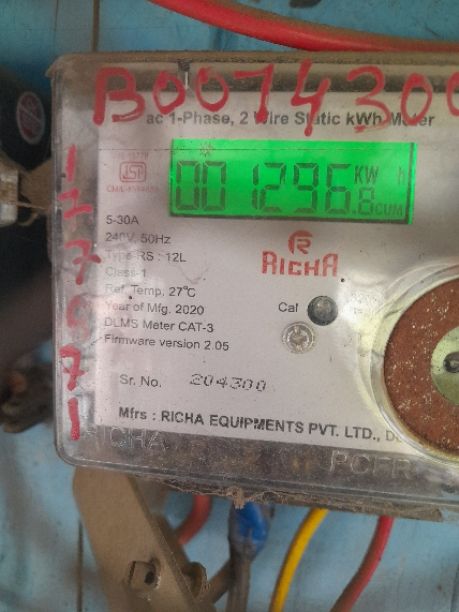 B0074300
ac 1-Phase, 2 Wire Static kWh Meter
ISI
001296.8 KW h
CUM
5-30A
240V, 50Hz
Type RS : 12L
Class-1
Ref. Temp. 27°C
Year of Mfg. 2020
DLMS Meter CAT-3
Firmware version 2.05
RICHA
Cal
Sr. No. 204300
Mfrs : RICHA EQUIPMENTS PVT. LTD.,
RICHA